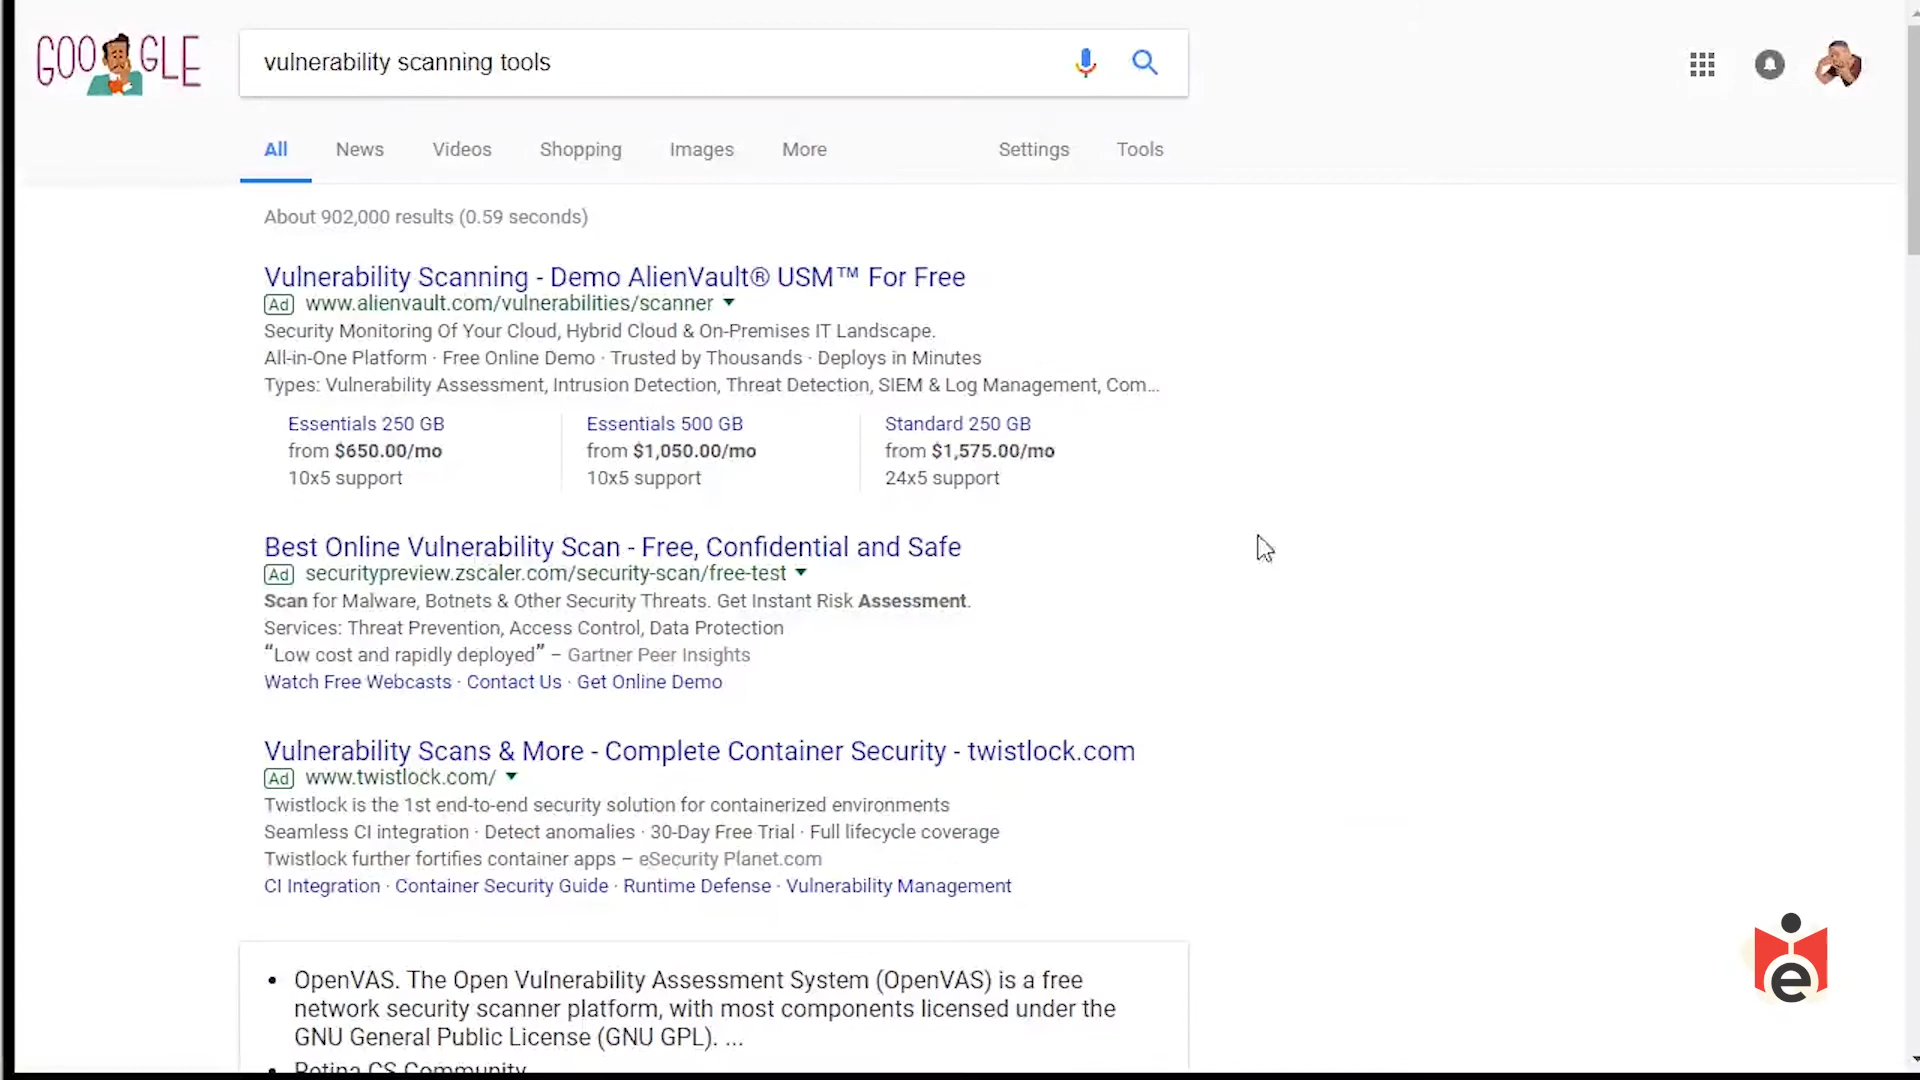 GOOGLE
vulnerability scanning tools
All News Videos Shopping Images More Settings Tools
About 902,000 results (0.59 seconds)
Vulnerability Scanning - Demo AlienVault® USM™ For Free
Ad www.alienvault.com/vulnerabilities/scanner
Security Monitoring Of Your Cloud, Hybrid Cloud & On-Premises IT Landscape.
All-in-One Platform · Free Online Demo · Trusted by Thousands · Deploys in Minutes
Types: Vulnerability Assessment, Intrusion Detection, Threat Detection, SIEM & Log Management, Com...
Essentials 250 GB Essentials 500 GB Standard 250 GB
from $650.00/mo from $1,050.00/mo from $1,575.00/mo
10x5 support 10x5 support 24x5 support
Best Online Vulnerability Scan - Free, Confidential and Safe
Ad securitypreview.zscaler.com/security-scan/free-test
Scan for Malware, Botnets & Other Security Threats. Get Instant Risk Assessment.
Services: Threat Prevention, Access Control, Data Protection
“Low cost and rapidly deployed” – Gartner Peer Insights
Watch Free Webcasts · Contact Us · Get Online Demo
Vulnerability Scans & More - Complete Container Security - twistlock.com
Ad www.twistlock.com/
Twistlock is the 1st end-to-end security solution for containerized environments
Seamless CI integration · Detect anomalies · 30-Day Free Trial · Full lifecycle coverage
Twistlock further fortifies container apps – eSecurity Planet.com
CI Integration · Container Security Guide · Runtime Defense · Vulnerability Management
• OpenVAS. The Open Vulnerability Assessment System (OpenVAS) is a free
network security scanner platform, with most components licensed under the
GNU General Public License (GNU GPL). ...
• Retina CS Community
e